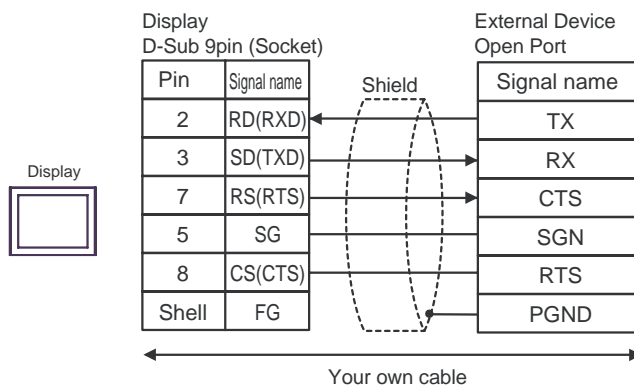 Display
D-Sub 9pin (Socket)
External Device
Open Port
Pin Signal name Shield Signal name
2 RD(RXD) TX
3 SD(TXD) RX
Display
7 RS(RTS) CTS
5 SG SGN
8 CS(CTS) RTS
Shell FG PGND
Your own cable